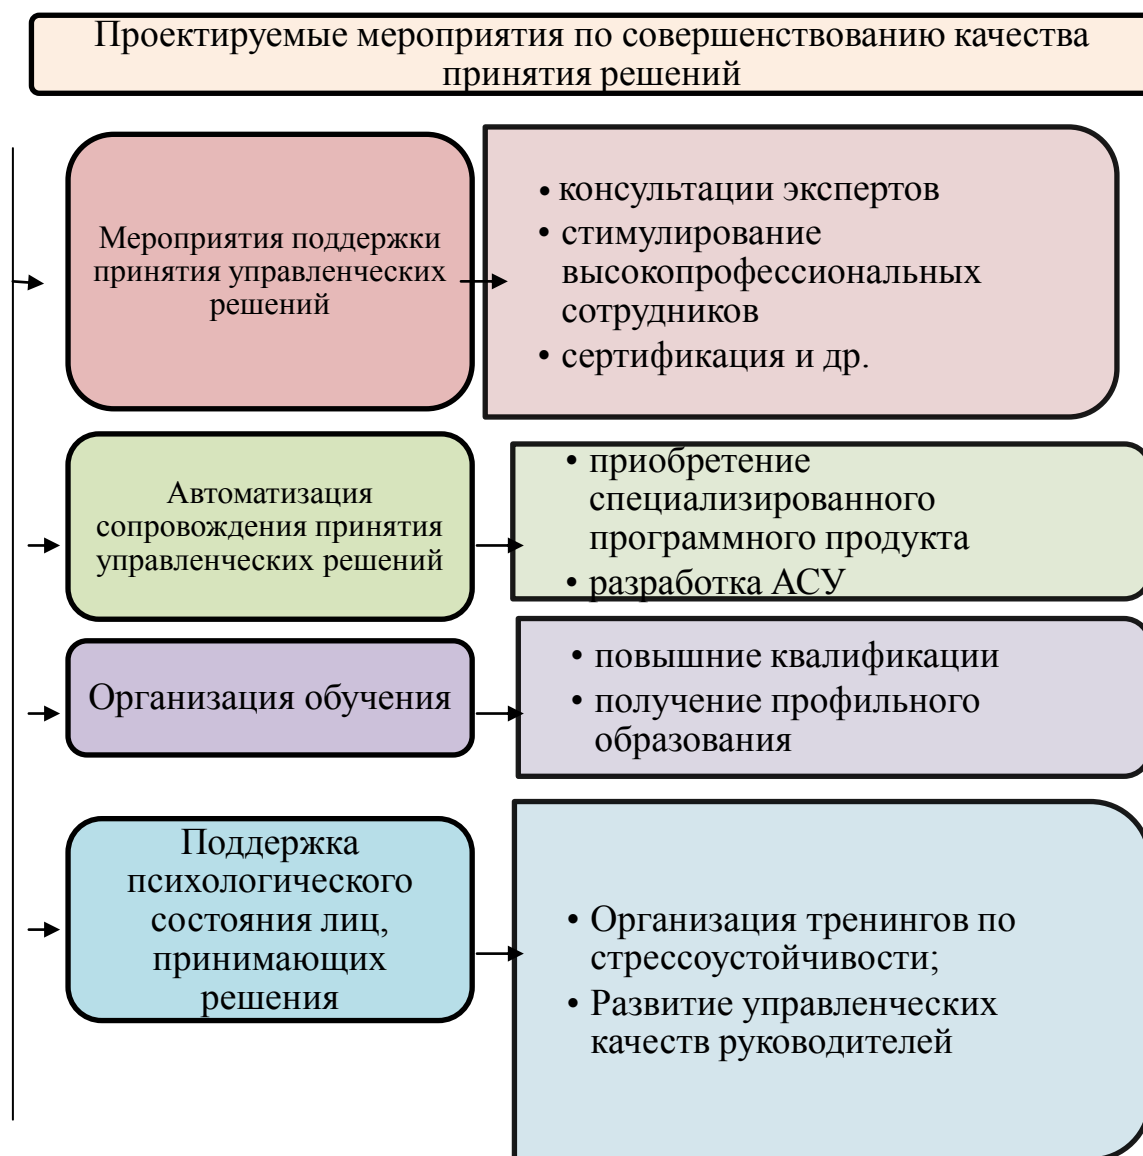 Проектируемые мероприятия по совершенствованию качества
принятия решений
Мероприятия поддержки
принятия управленческих
решений
• консультации экспертов
• стимулирование
высокопрофессиональных
сотрудников
• сертификация и др.
Автоматизация
сопровождения принятия
управленческих решений
• приобретение
специализированного
программного продукта
• разработка АСУ
Организация обучения
• повышние квалификации
• получение профильного
образования
Поддержка
психологического
состояния лиц,
принимающих
решения
• Организация тренингов по
стрессоустойчивости;
• Развитие управленческих
качеств руководителей